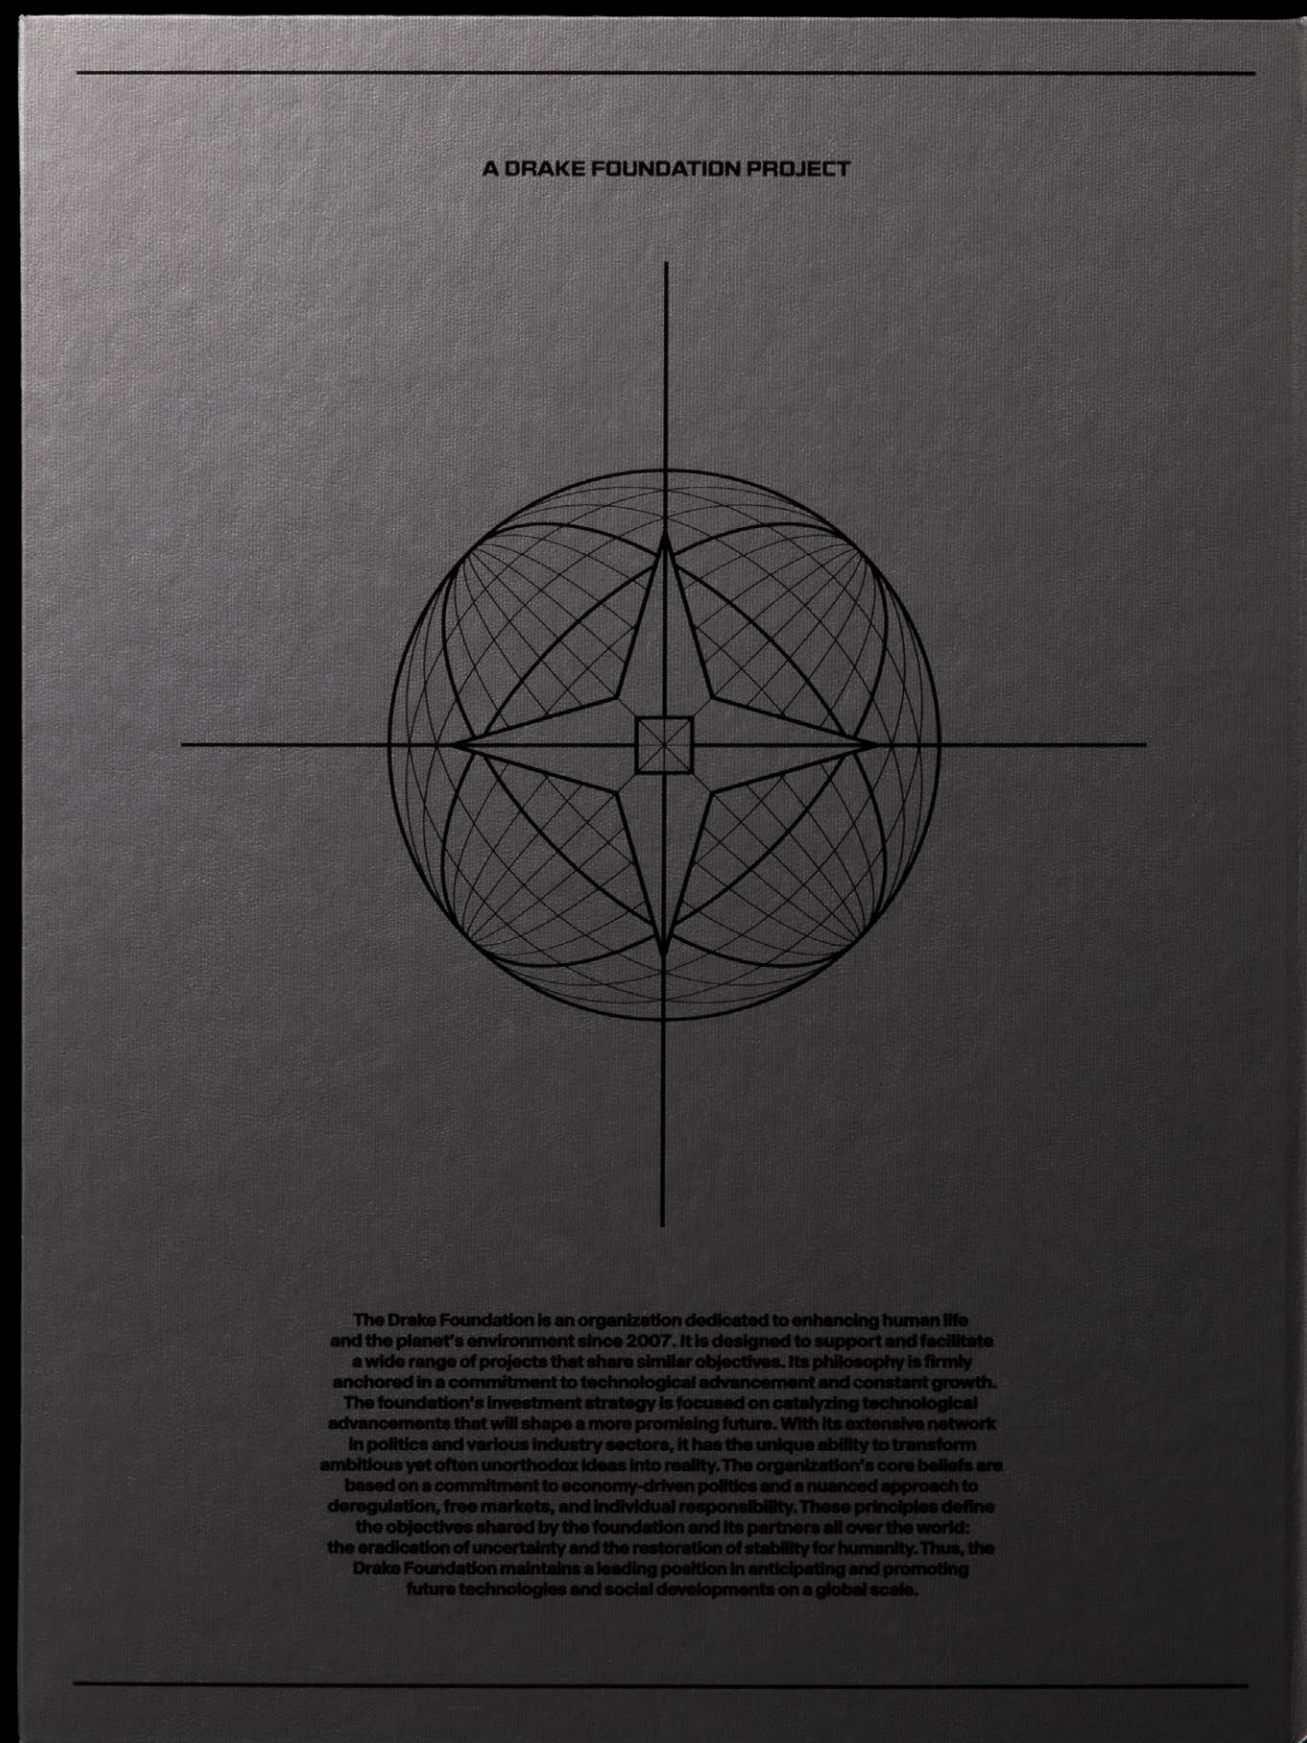 A DRAKE FOUNDATION PROJECT
The Drake Foundation is an organization dedicated to enhancing human life
and the planet's environment since 2007. It is designed to support and facilitate
a wide range of projects that share similar objectives. Its philosophy is firmly
anchored in a commitment to technological advancement and constant growth.
The foundation's investment strategy is focused on catalyzing technological
advancements that will shape a more promising future. With its extensive network
in politics and various industry sectors, it has the unique ability to transform
ambitious yet often unorthodox ideas into reality. The organization's core beliefs are
based on a commitment to economy-driven politics and a nuanced approach to
deregulation, free markets, and individual responsibility. These principles define
the objectives shared by the foundation and its partners all over the world:
the eradication of uncertainty and the restoration of stability for humanity. Thus, the
Drake Foundation maintains a leading position in anticipating and promoting
future technologies and social developments on a global scale.